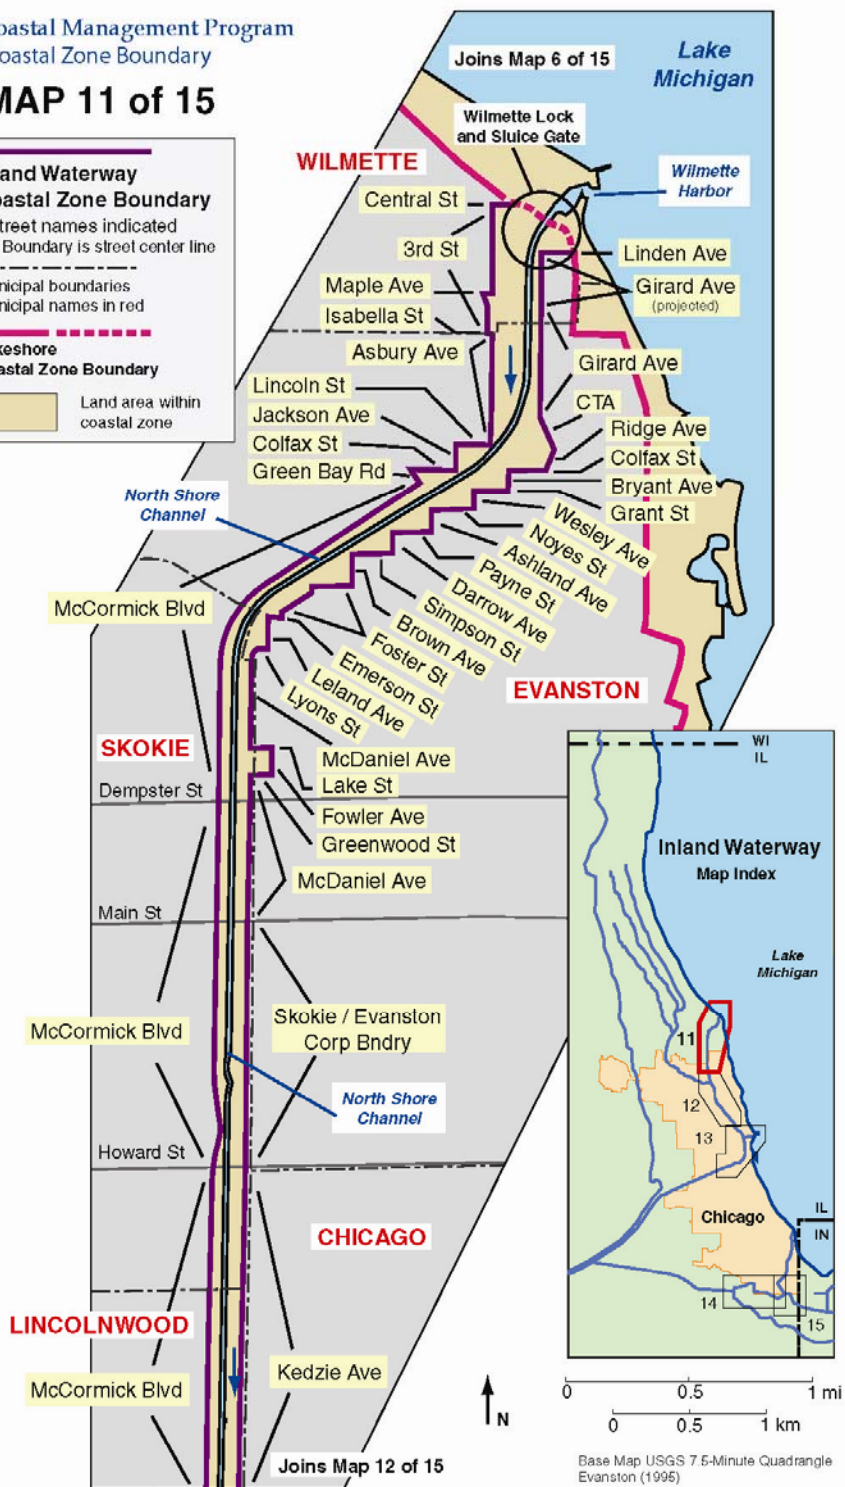 oastal Management Program
oastal Zone Boundary
MAP 11 of 15
and Waterway
oastal Zone Boundary
treet names indicated
Boundary is street center line
nicipal boundaries
nicipal names in red
keshore
astal Zone Boundary
Land area within
coastal zone
Joins Map 6 of 15
Lake
Michigan
Wilmette Lock
and Sluice Gate
WILMETTE
Wilmette
Harbor
Central St
3rd St
Linden Ave
Maple Ave
Girard Ave
(projected)
Isabella St
Asbury Ave
Girard Ave
Lincoln St
CTA
Jackson Ave
Ridge Ave
Colfax St
Colfax St
Green Bay Rd
Bryant Ave
Grant St
North Shore
Channel
Wesley Ave
Noyes St
Ashland Ave
Payne St
Darrow Ave
Simpson St
Brown Ave
Foster St
Emerson St
Leland Ave
Lyons St
McCormick Blvd
EVANSTON
SKOKIE
McDaniel Ave
Lake St
Dempster St
Fowler Ave
Greenwood St
McDaniel Ave
Main St
McCormick Blvd
Skokie / Evanston
Corp Bndry
North Shore
Channel
Howard St
CHICAGO
LINCOLNWOOD
McCormick Blvd
Kedzie Ave
Joins Map 12 of 15
N
WI
IL
Inland Waterway
Map Index
Lake
Michigan
11
12
13
Chicago
IL
IN
14
15
0 0.5 1 mi
0 0.5 1 km
Base Map USGS 7.5-Minute Quadrangle
Evanston (1995)